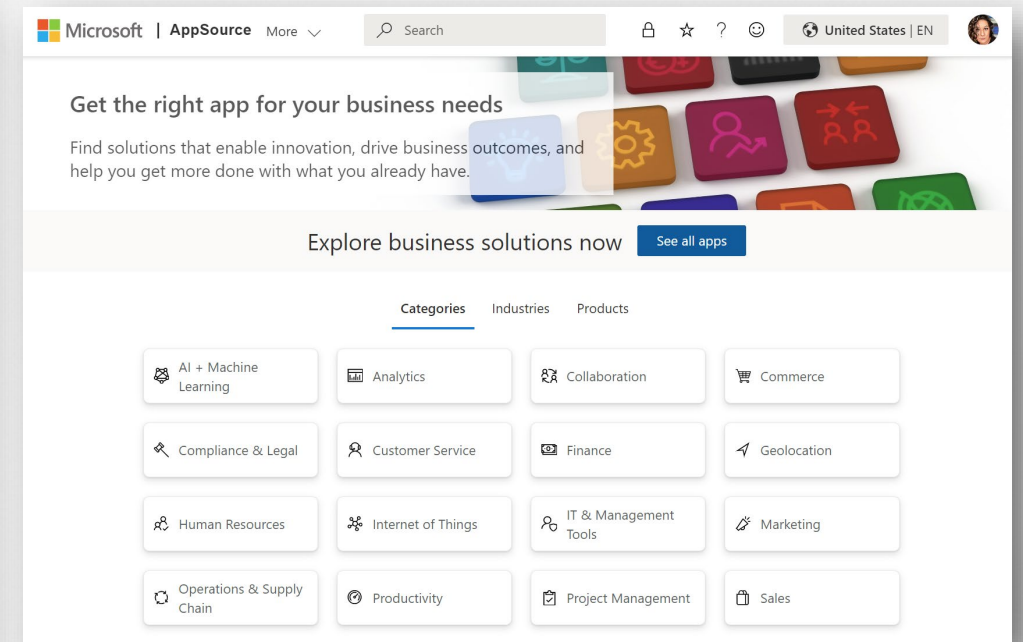 Microsoft | AppSource More Search ? United States | EN
Get the right app for your business needs
Find solutions that enable innovation, drive business outcomes, and
help you get more done with what you already have.
Explore business solutions now See all apps
Categories Industries Products
AI + Machine
Learning
Analytics
Collaboration
Commerce
Compliance & Legal
Customer Service
Finance
Geolocation
Human Resources
Internet of Things
IT & Management
Tools
Marketing
Operations & Supply
Chain
Productivity
Project Management
Sales